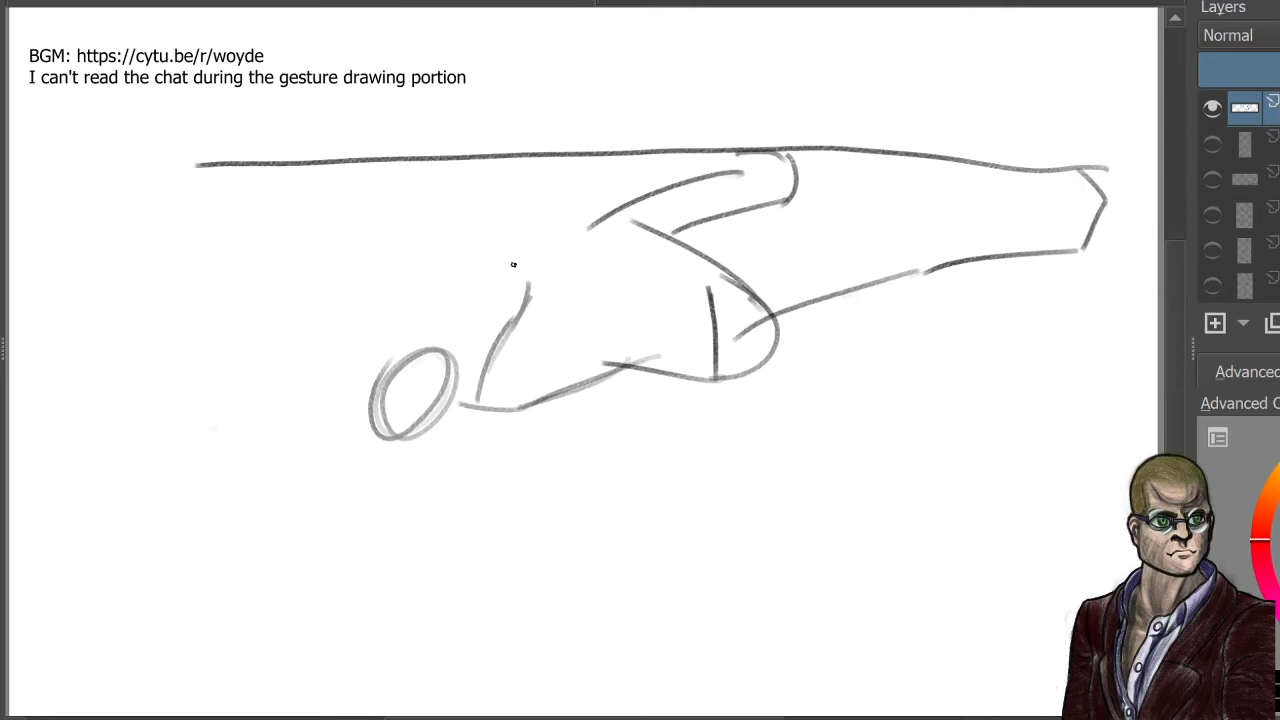 BGM: https://cytu.be/r/woyde
I can't read the chat during the gesture drawing portion
Layers
Normal
Advanced
Advanced C